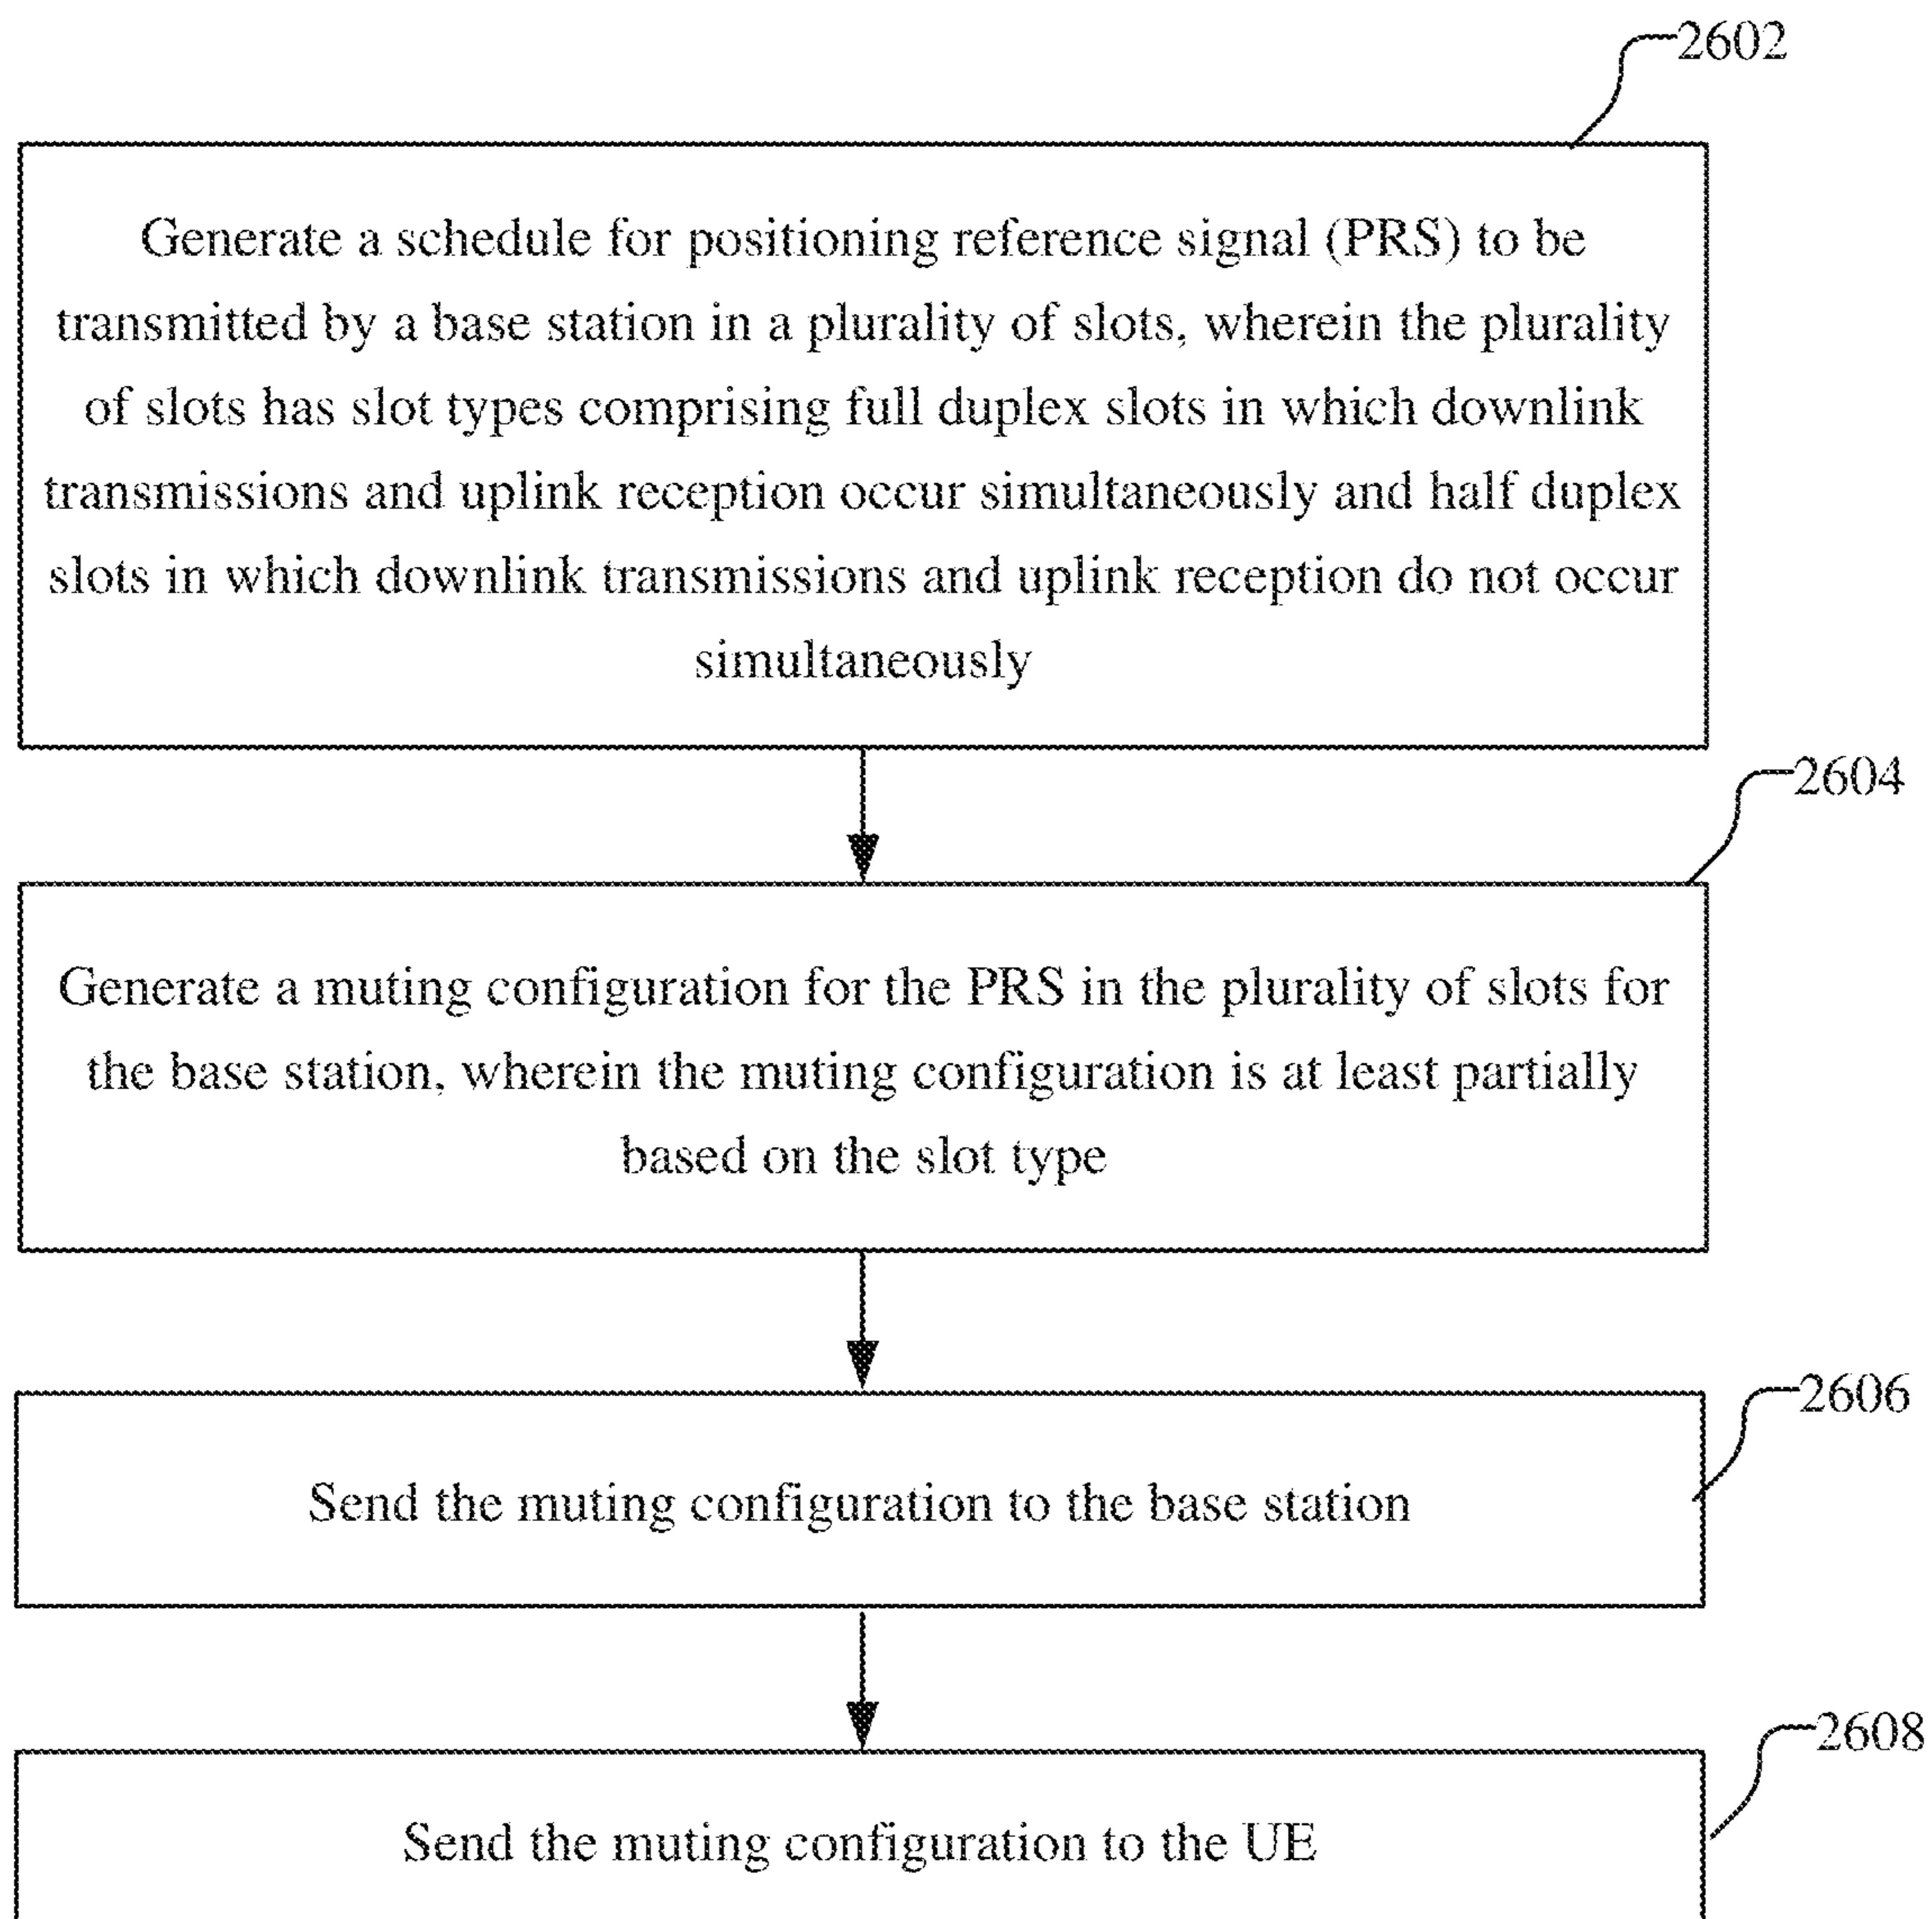 2602
Generate a schedule for positioning reference signal (PRS) to be
transmitted by a base station in a plurality of slots, wherein the plurality
of slots has slot types comprising full duplex slots in which downlink
transmissions and uplink reception occur simultaneously and half duplex
slots in which downlink transmissions and uplink reception do not occur
simultaneously
2604
Generate a muting configuration for the PRS in the plurality of slots for
the base station, wherein the muting configuration is at least partially
based on the slot type
2606
Send the muting configuration to the base station
2608
Send the muting configuration to the UE